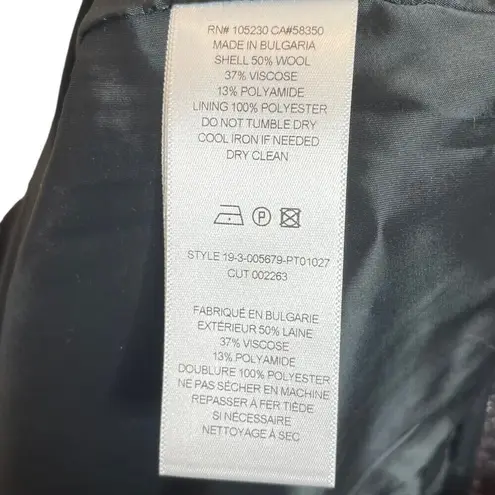 RN# 105230 CA#58350
MADE IN BULGARIA
SHELL 50% WOOL
37% VISCOSE
13% POLYAMIDE
LINING 100% POLYESTER
DO NOT TUMBLE DRY
COOL IRON IF NEEDED
DRY CLEAN
P
STYLE 19-3-005679-PT01027
CUT 002263
FABRIQUÉ EN BULGARIE
EXTÉRIEUR 50% LAINE
37% VISCOSE
13% POLYAMIDE
DOUBLURE 100% POLYESTER
NE PAS SÉCHER EN MACHINE
REPASSER À FER TIÈDE
SI NÉCESSAIRE
NETTOYAGE À SEC